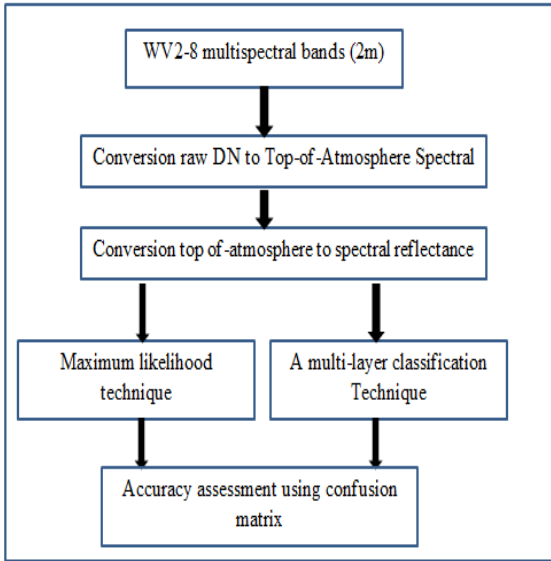 WV2-8 multispectral bands (2m)
Conversion raw DN to Top-of-Atmosphere Spectral
Conversion top of-atmosphere to spectral reflectance
Maximum likelihood
technique
A multi-layer classification
Technique
Accuracy assessment using confusion
matrix